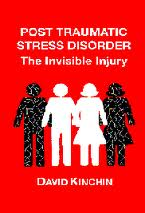 POST TRAUMATIC
STRESS DISORDER
The Invisible Injury
DAVID KINCHIN